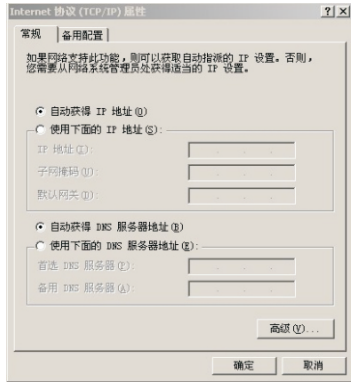 Internet 协议 (TCP/IP) 属性
常规 备用配置
如果网络支持此功能，则可以获取自动指派的 IP 设置。否则，
您需要从网络系统管理员处获得适当的 IP 设置。
自动获得 IP 地址(O)
使用下面的 IP 地址(S):
IP 地址(I):
子网掩码(U):
默认网关(D):
自动获得 DNS 服务器地址(B)
使用下面的 DNS 服务器地址(E):
首选 DNS 服务器(P):
备用 DNS 服务器(A):
高级(V)...
确定 取消